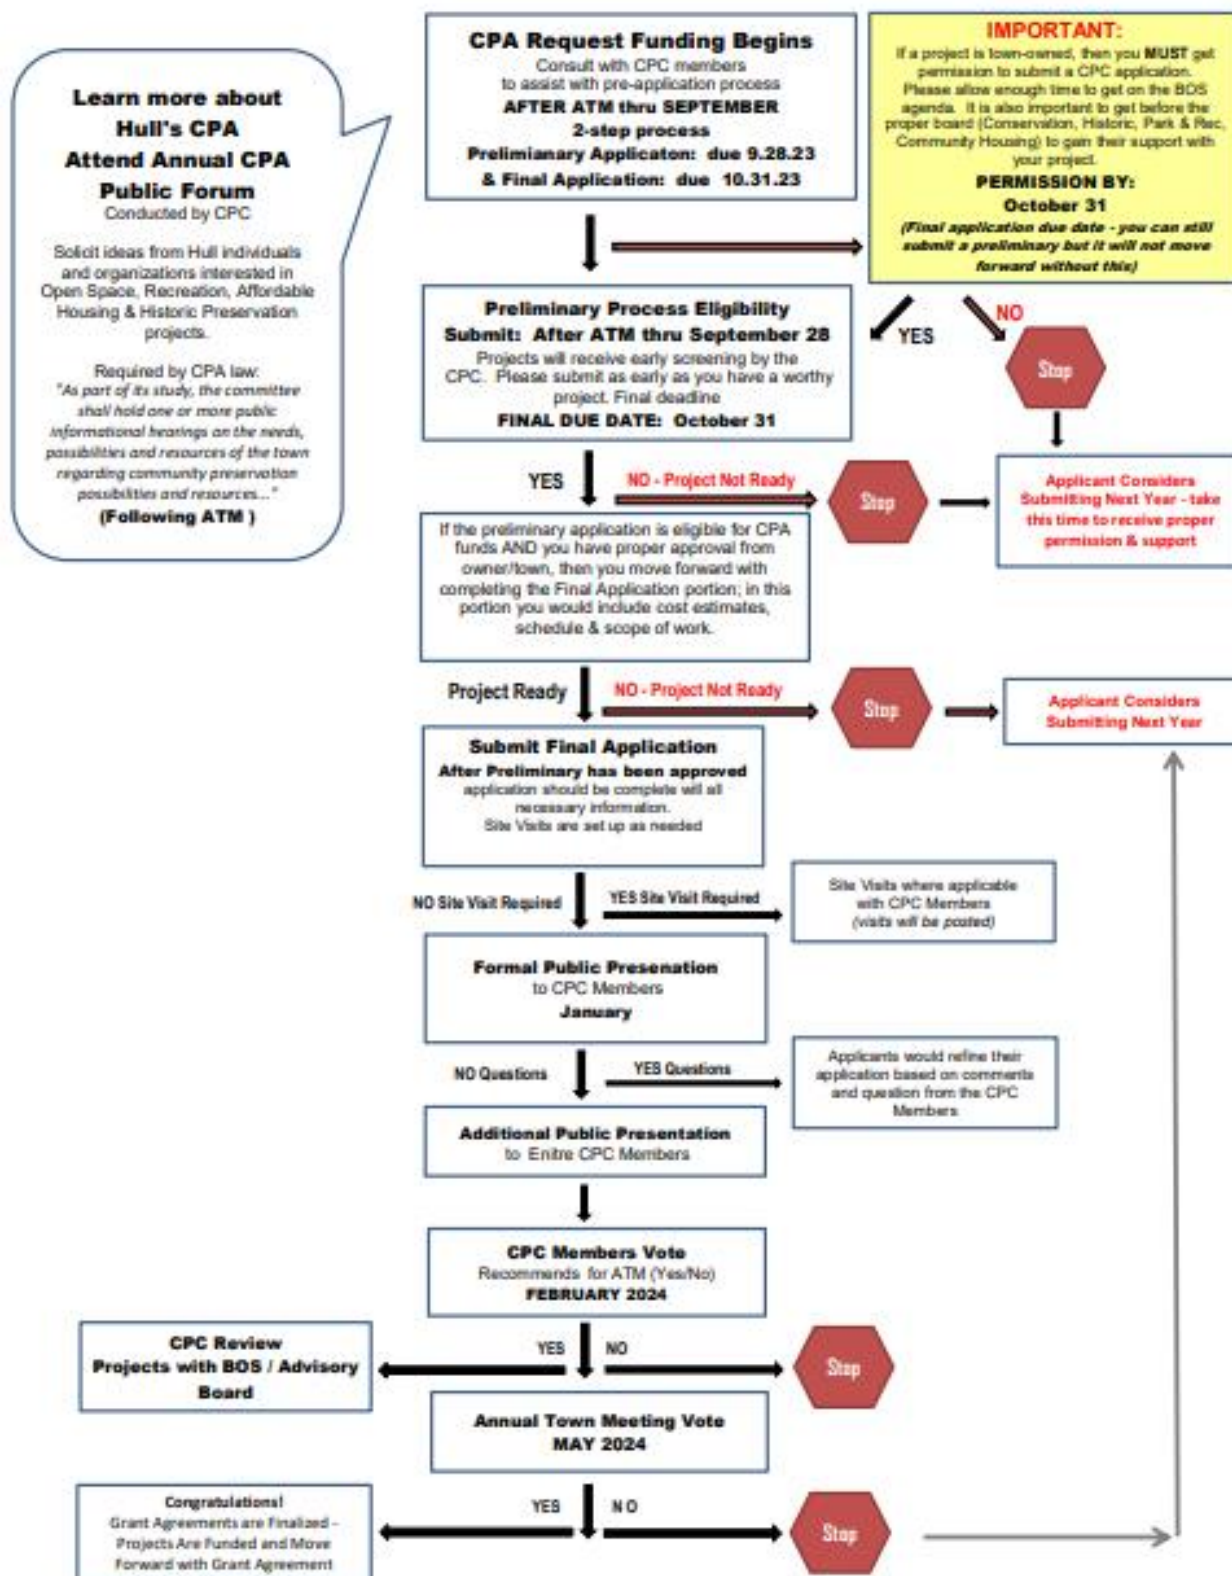 Learn more about
Hull's CPA
Attend Annual CPA
Public Forum
Conducted by CPC
Solicit ideas from Hull individuals
and organizations interested in
Open Space, Recreation, Affordable
Housing & Historic Preservation
projects.
Required by CPA law:
"As part of its study, the committee
shall hold one or more public
informational hearings on the needs,
possibilities and resources of the town
regarding community preservation
possibilities and resources..."
(Following ATM )
CPA Request Funding Begins
Consult with CPC members
to assist with pre-application process
AFTER ATM thru SEPTEMBER
2-step process
Prelimianary Applicaton: due 9.28.23
& Final Application: due 10.31.23
IMPORTANT:
If a project is town-owned, then you MUST get
permission to submit a CPC application.
Please allow enough time to get on the BOS
agenda. It is also important to get before the
proper board (Conservation, Historic, Park & Rec,
Community Housing) to gain their support with
your project.
PERMISSION BY:
October 31
(Final application due date - you can still
submit a preliminary but it will not move
forward without this)
YES
NO
Stop
Preliminary Process Eligibility
Submit: After ATM thru September 28
Projects will receive early screening by the
CPC. Please submit as early as you have a worthy
project. Final deadline
FINAL DUE DATE: October 31
YES
NO - Project Not Ready
Stop
Applicant Considers
Submitting Next Year - take
this time to receive proper
permission & support
If the preliminary application is eligible for CPA
funds AND you have proper approval from
owner/town, then you move forward with
completing the Final Application portion; in this
portion you would include cost estimates,
schedule & scope of work.
Project Ready
NO - Project Not Ready
Stop
Applicant Considers
Submitting Next Year
Submit Final Application
After Preliminary has been approved
application should be complete will all
necessary information.
Site Visits are set up as needed
NO Site Visit Required
YES Site Visit Required
Site Visits where applicable
with CPC Members
(visits will be posted)
Formal Public Presenation
to CPC Members
January
NO Questions
YES Questions
Applicants would refine their
application based on comments
and question from the CPC
Members
Additional Public Presentation
to Enitre CPC Members
CPC Members Vote
Recommends for ATM (Yes/No)
FEBRUARY 2024
YES
NO
Stop
CPC Review
Projects with BOS / Advisory
Board
Annual Town Meeting Vote
MAY 2024
YES
N O
Stop
Congratulations!
Grant Agreements are Finalized –
Projects Are Funded and Move
Forward with Grant Agreement